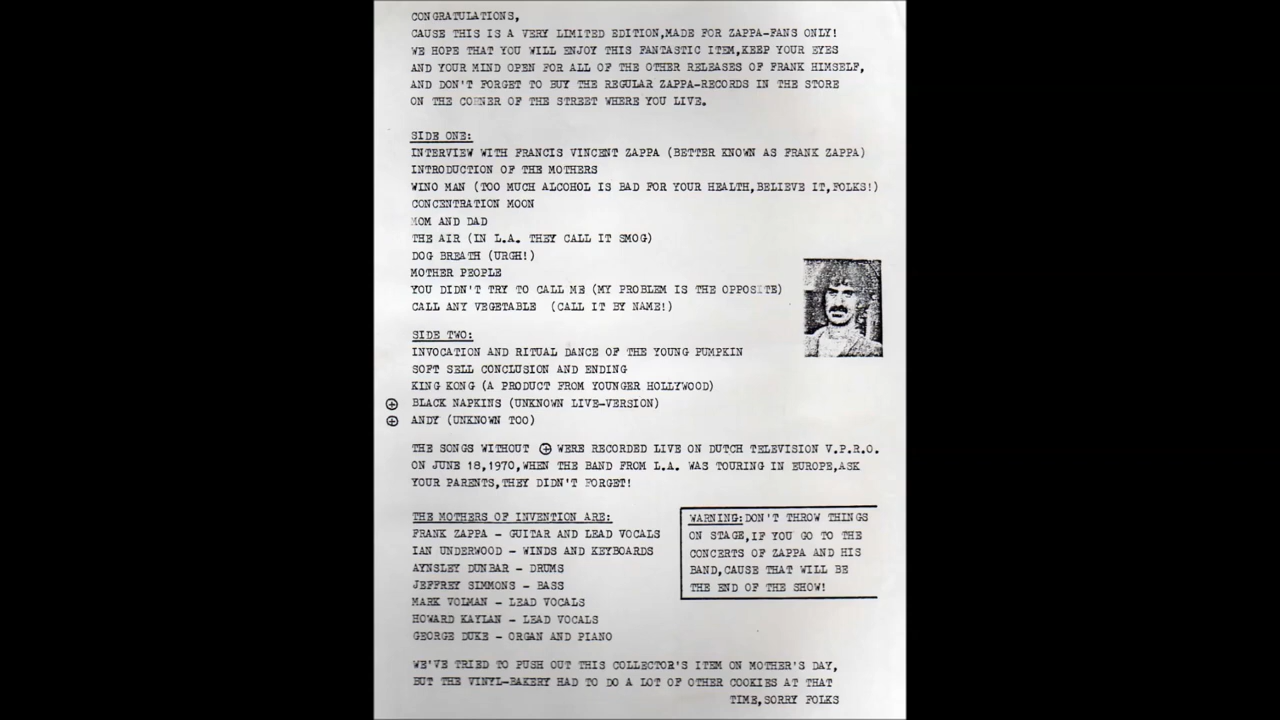 CONGRATULATIONS,
CAUSE THIS IS A VERY LIMITED EDITION,MADE FOR ZAPPA-FANS ONLY!
WE HOPE THAT YOU WILL ENJOY THIS FANTASTIC ITEM,KEEP YOUR EYES
AND YOUR MIND OPEN FOR ALL OF THE OTHER RELEASES OF FRANK HIMSELF,
AND DON'T FORGET TO BUY THE REGULAR ZAPPA-RECORDS IN THE STORE
ON THE CORNER OF THE STREET WHERE YOU LIVE.
SIDE ONE:
INTERVIEW WITH FRANCIS VINCENT ZAPPA (BETTER KNOWN AS FRANK ZAPPA)
INTRODUCTION OF THE MOTHERS
WINO MAN (TOO MUCH ALCOHOL IS BAD FOR YOUR HEALTH,BELIEVE IT,FOLKS!)
CONCENTRATION MOON
MOM AND DAD
THE AIR (IN L.A. THEY CALL IT SMOG)
DOG BREATH (URGH!)
MOTHER PEOPLE
YOU DIDN'T TRY TO CALL ME (MY PROBLEM IS THE OPPOSITE)
CALL ANY VEGETABLE (CALL IT BY NAME!)
SIDE TWO:
INVOCATION AND RITUAL DANCE OF THE YOUNG PUMPKIN
SOFT SELL CONCLUSION AND ENDING
KING KONG (A PRODUCT FROM YOUNGER HOLLYWOOD)
⊕ BLACK NAPKINS (UNKNOWN LIVE-VERSION)
⊕ ANDY (UNKNOWN TOO)
THE SONGS WITHOUT ⊕ WERE RECORDED LIVE ON DUTCH TELEVISION V.P.R.O.
ON JUNE 18,1970,WHEN THE BAND FROM L.A. WAS TOURING IN EUROPE,ASK
YOUR PARENTS,THEY DIDN'T FORGET!
THE MOTHERS OF INVENTION ARE:
FRANK ZAPPA - GUITAR AND LEAD VOCALS
IAN UNDERWOOD - WINDS AND KEYBOARDS
AYNSLEY DUNBAR - DRUMS
JEFFREY SIMMONS - BASS
MARK VOLMAN - LEAD VOCALS
HOWARD KAYLAN - LEAD VOCALS
GEORGE DUKE - ORGAN AND PIANO
WARNING:DON'T THROW THINGS
ON STAGE,IF YOU GO TO THE
CONCERTS OF ZAPPA AND HIS
BAND,CAUSE THAT WILL BE
THE END OF THE SHOW!
WE'VE TRIED TO PUSH OUT THIS COLLECTOR'S ITEM ON MOTHER'S DAY,
BUT THE VINYL-BAKERY HAD TO DO A LOT OF OTHER COOKIES AT THAT
TIME,SORRY FOLKS